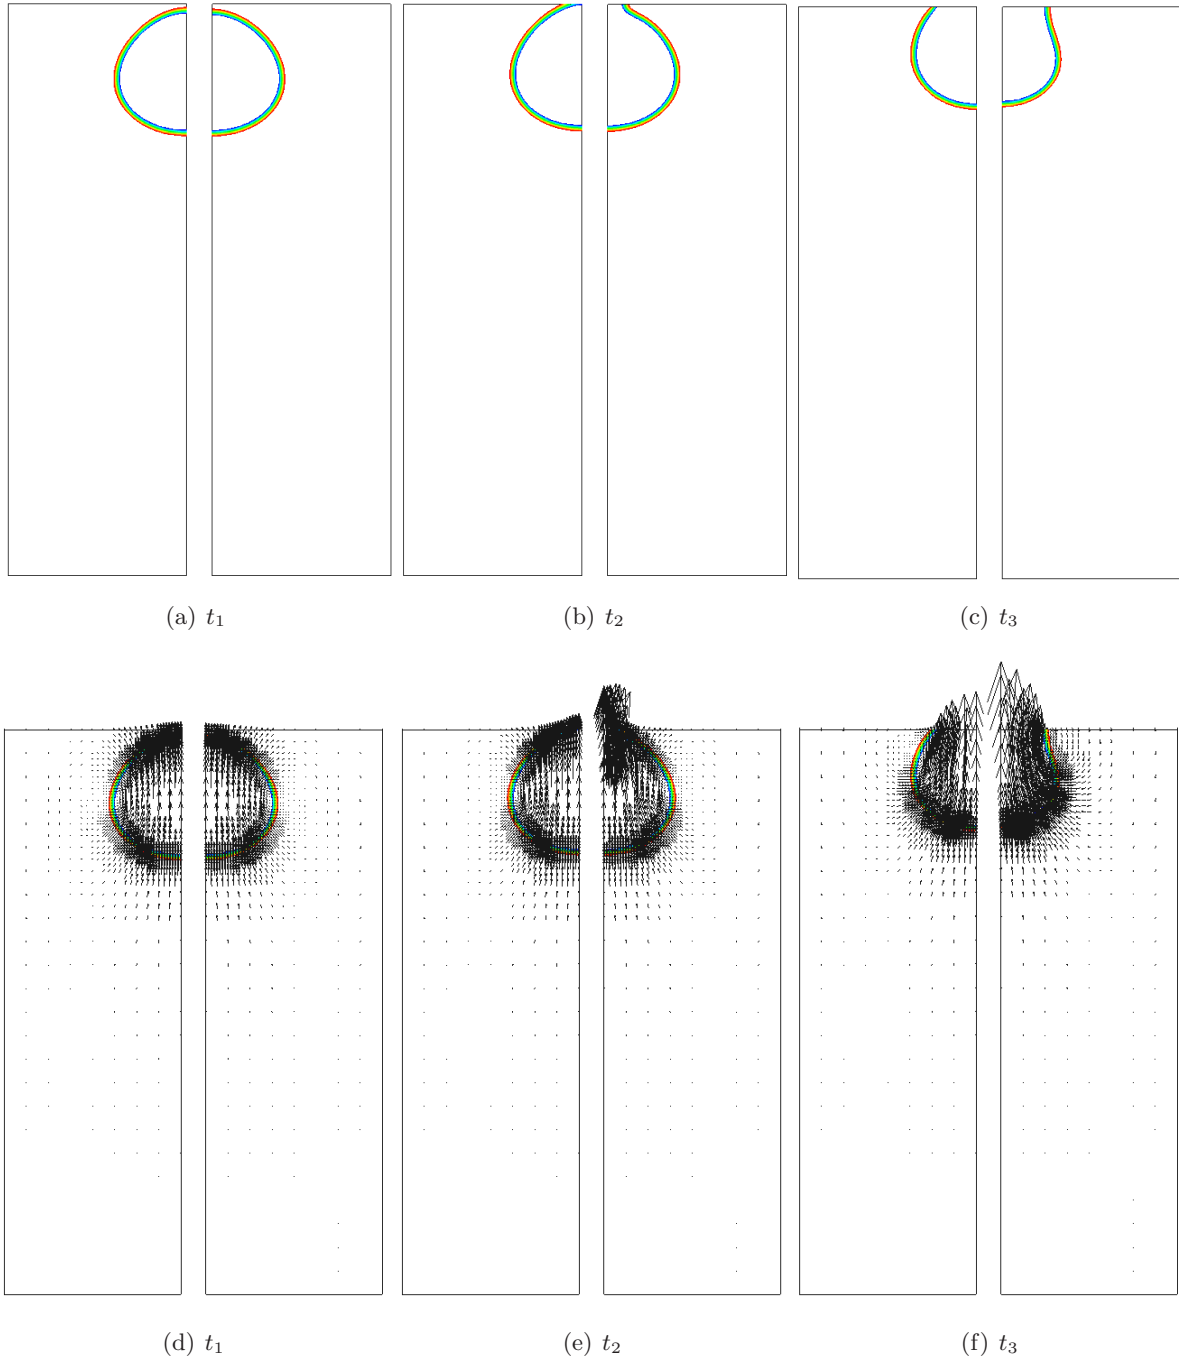 (a) t₁
(b) t₂
(c) t₃
(d) t₁
(e) t₂
(f) t₃